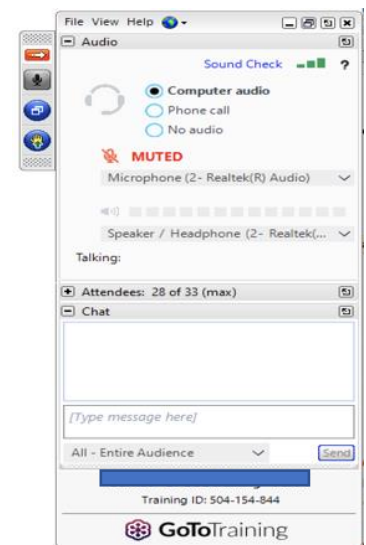 File View Help
Audio
Sound Check ?
Computer audio
Phone call
No audio
MUTED
Microphone (2- Realtek(R) Audio)
Speaker / Headphone (2- Realtek(...
Talking:
Attendees: 28 of 33 (max)
Chat
[Type message here]
All - Entire Audience
Send
Training ID: 504-154-844
GoToTraining